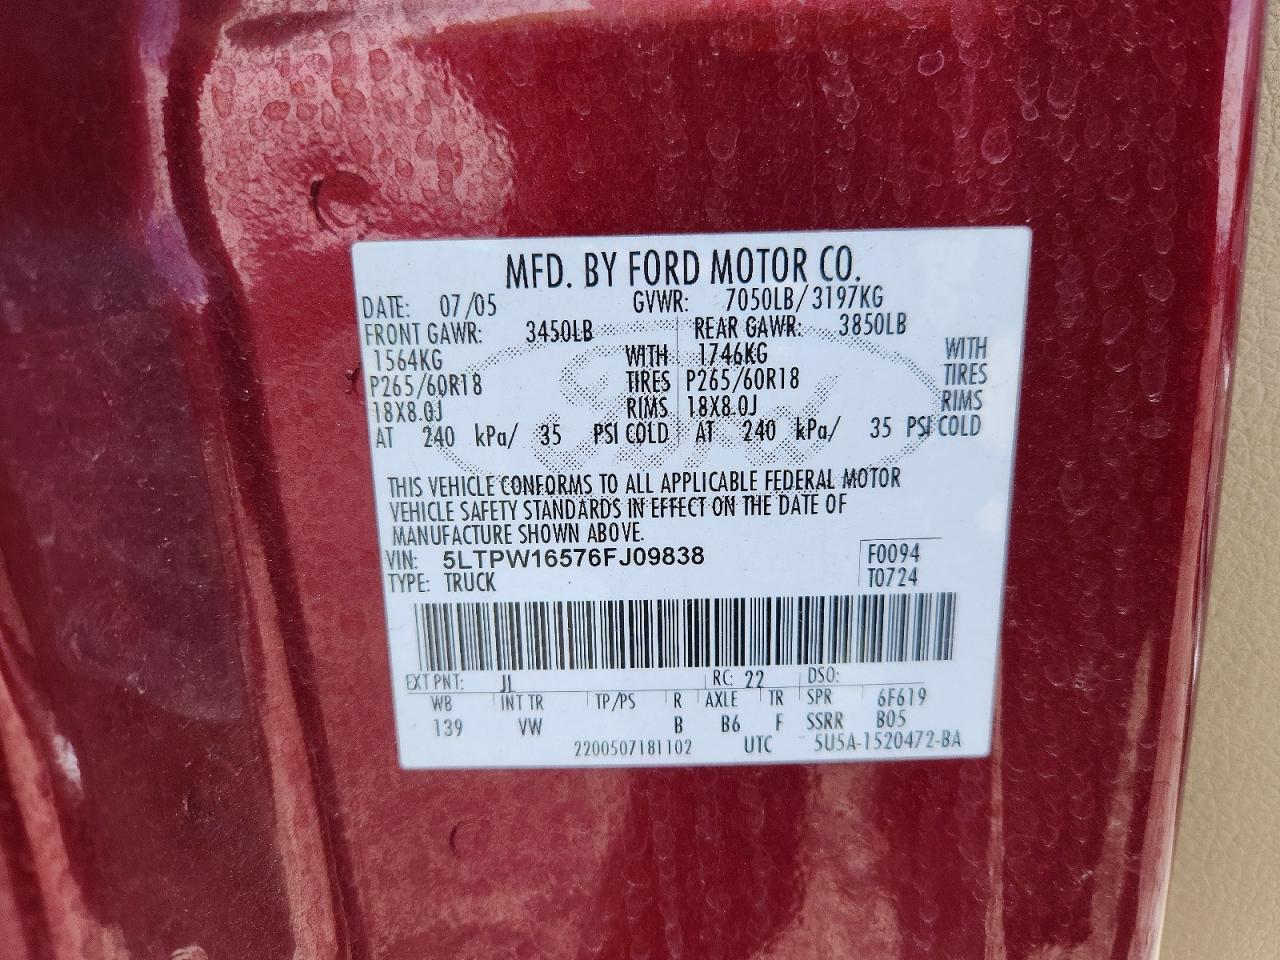 MFD. BY FORD MOTOR CO.
DATE: 07/05 GVWR: 7050LB/3197KG
FRONT GAWR: 3450LB REAR GAWR: 3850LB
1564KG WITH 1746KG WITH
P265/60R18 TIRES P265/60R18 TIRES
18X8.0J RIMS 18X8.0J RIMS
AT 240 kPa/ 35 PSI COLD AT 240 kPa/ 35 PSI COLD
THIS VEHICLE CONFORMS TO ALL APPLICABLE FEDERAL MOTOR
VEHICLE SAFETY STANDARDS IN EFFECT ON THE DATE OF
MANUFACTURE SHOWN ABOVE.
VIN: 5LTPW16576FJ09838 F0094
TYPE: TRUCK T0724
EXT PNT: JL RC: 22 DSO:
WB INT TR TP/PS R AXLE TR SPR 6F619
139 VW B B6 F SSRR B05
2200507181102 UTC 5U5A-1520472-BA